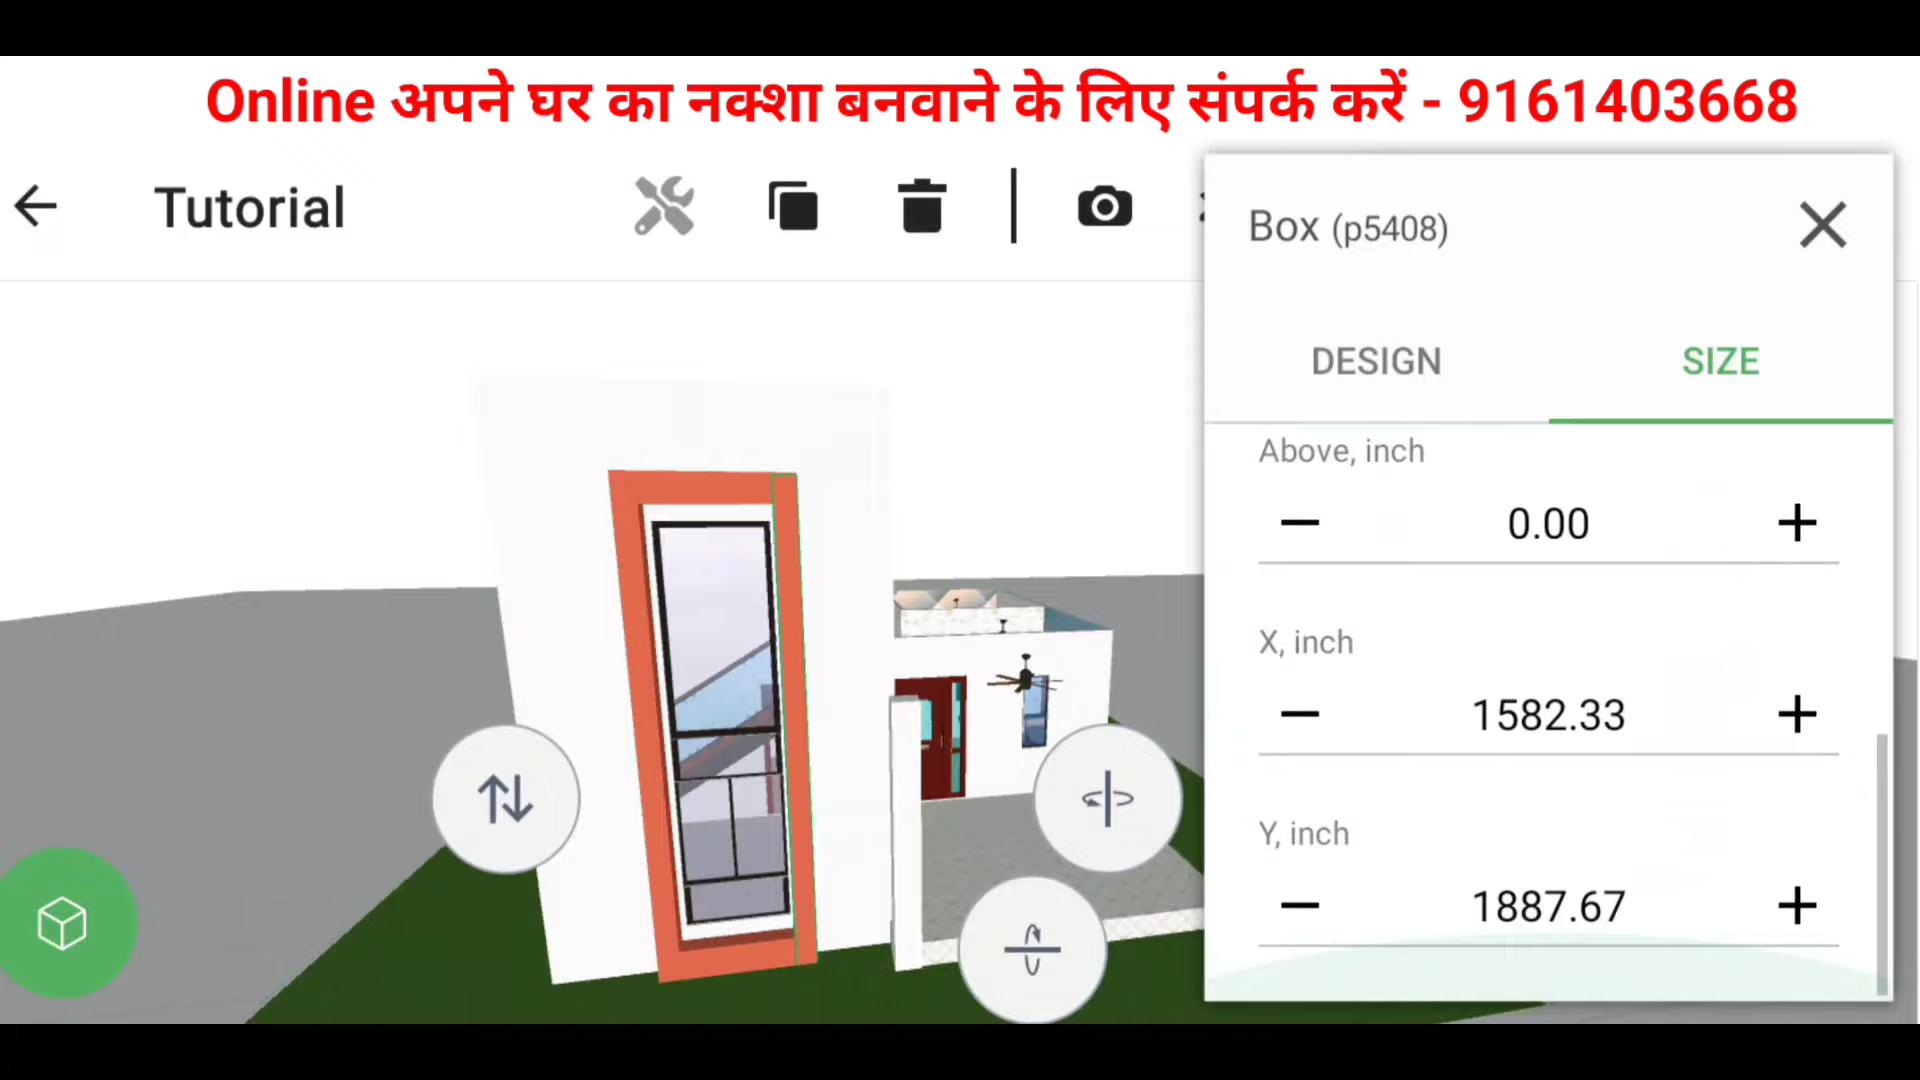 Online अपने घर का नक्शा बनवाने के लिए संपर्क करें - 9161403668
Tutorial
Box (p5408)
DESIGN
SIZE
Above, inch
0.00
X, inch
1582.33
Y, inch
1887.67